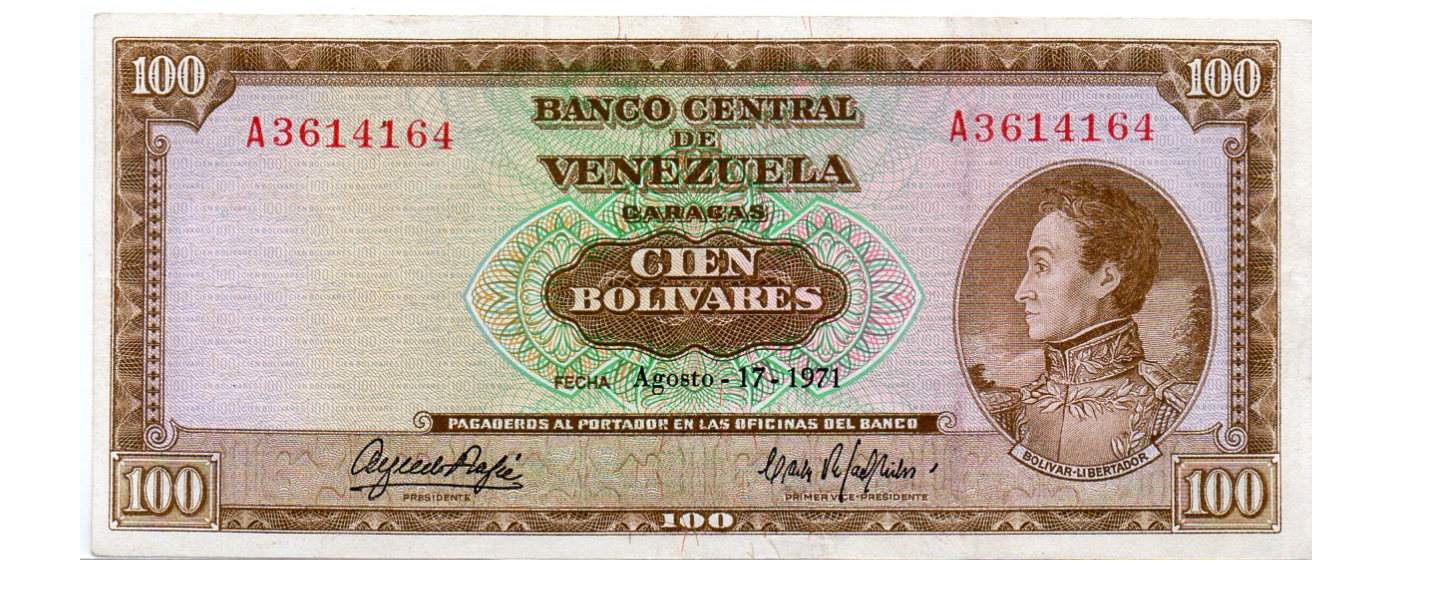 100
100
BANCO CENTRAL
A3614164
A3614164
DE
VENEZUELA
CARACAS
CIEN
BOLIVARES
FECHA Agosto - 17 - 1971
PAGADEROS AL PORTADOR EN LAS OFICINAS DEL BANCO
BOLIVAR-LIBERTADOR
PRESIDENTE
PRIMER VICE-PRESIDENTE
100
100
100